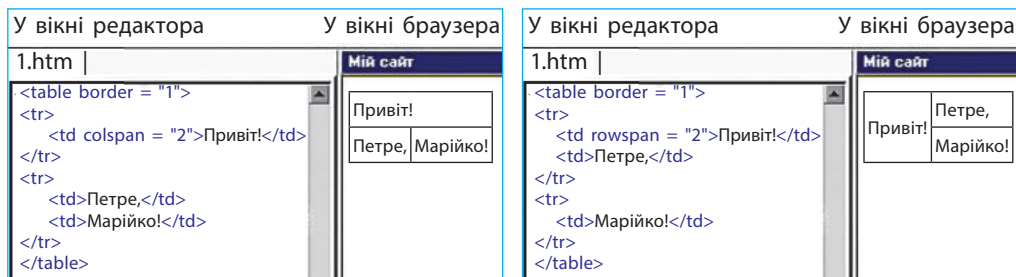 У вікні редактора У вікні браузера
1.htm | Мій сайт
<table border = "1">
<tr>
<td colspan = "2">Привіт!</td>
</tr>
<tr>
<td>Петре,</td>
<td>Марійко!</td>
</tr>
</table>
Привіт!
Петре, Марійко!
У вікні редактора У вікні браузера
1.htm | Мій сайт
<table border = "1">
<tr>
<td rowspan = "2">Привіт!</td>
<td>Петре,</td>
</tr>
<tr>
<td>Марійко!</td>
</tr>
</table>
Привіт! Петре,
Марійко!